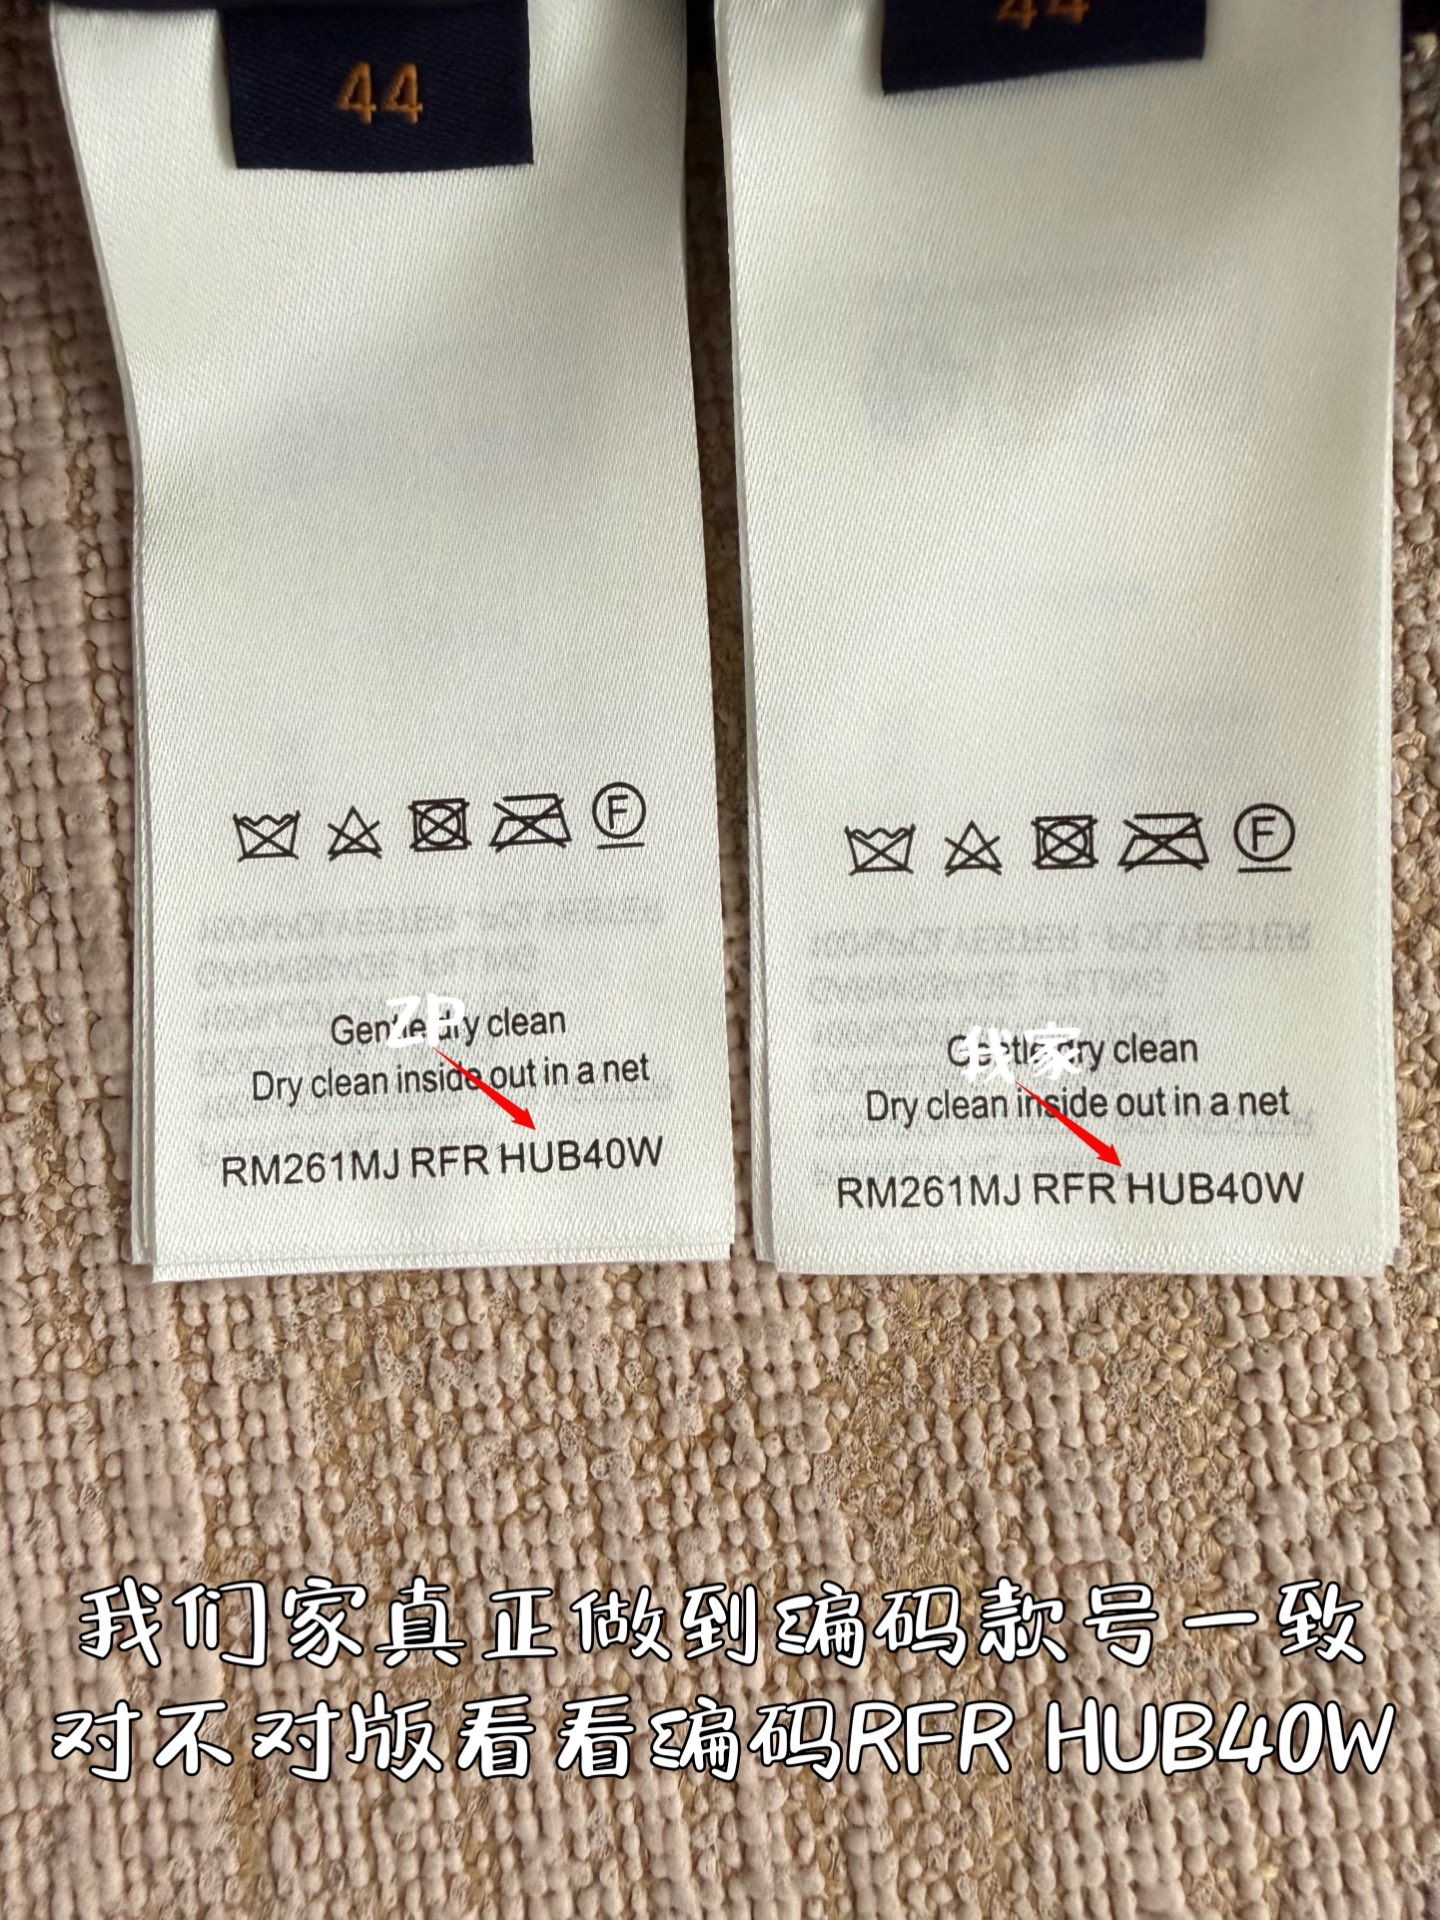 44
44
F
F
ZP
Gentle dry clean
Dry clean inside out in a net
RM261MJ RFR HUB40W
我家
Gentle dry clean
Dry clean inside out in a net
RM261MJ RFR HUB40W
我们家真正做到编码款号一致
对不对版看看编码RFR HUB40W